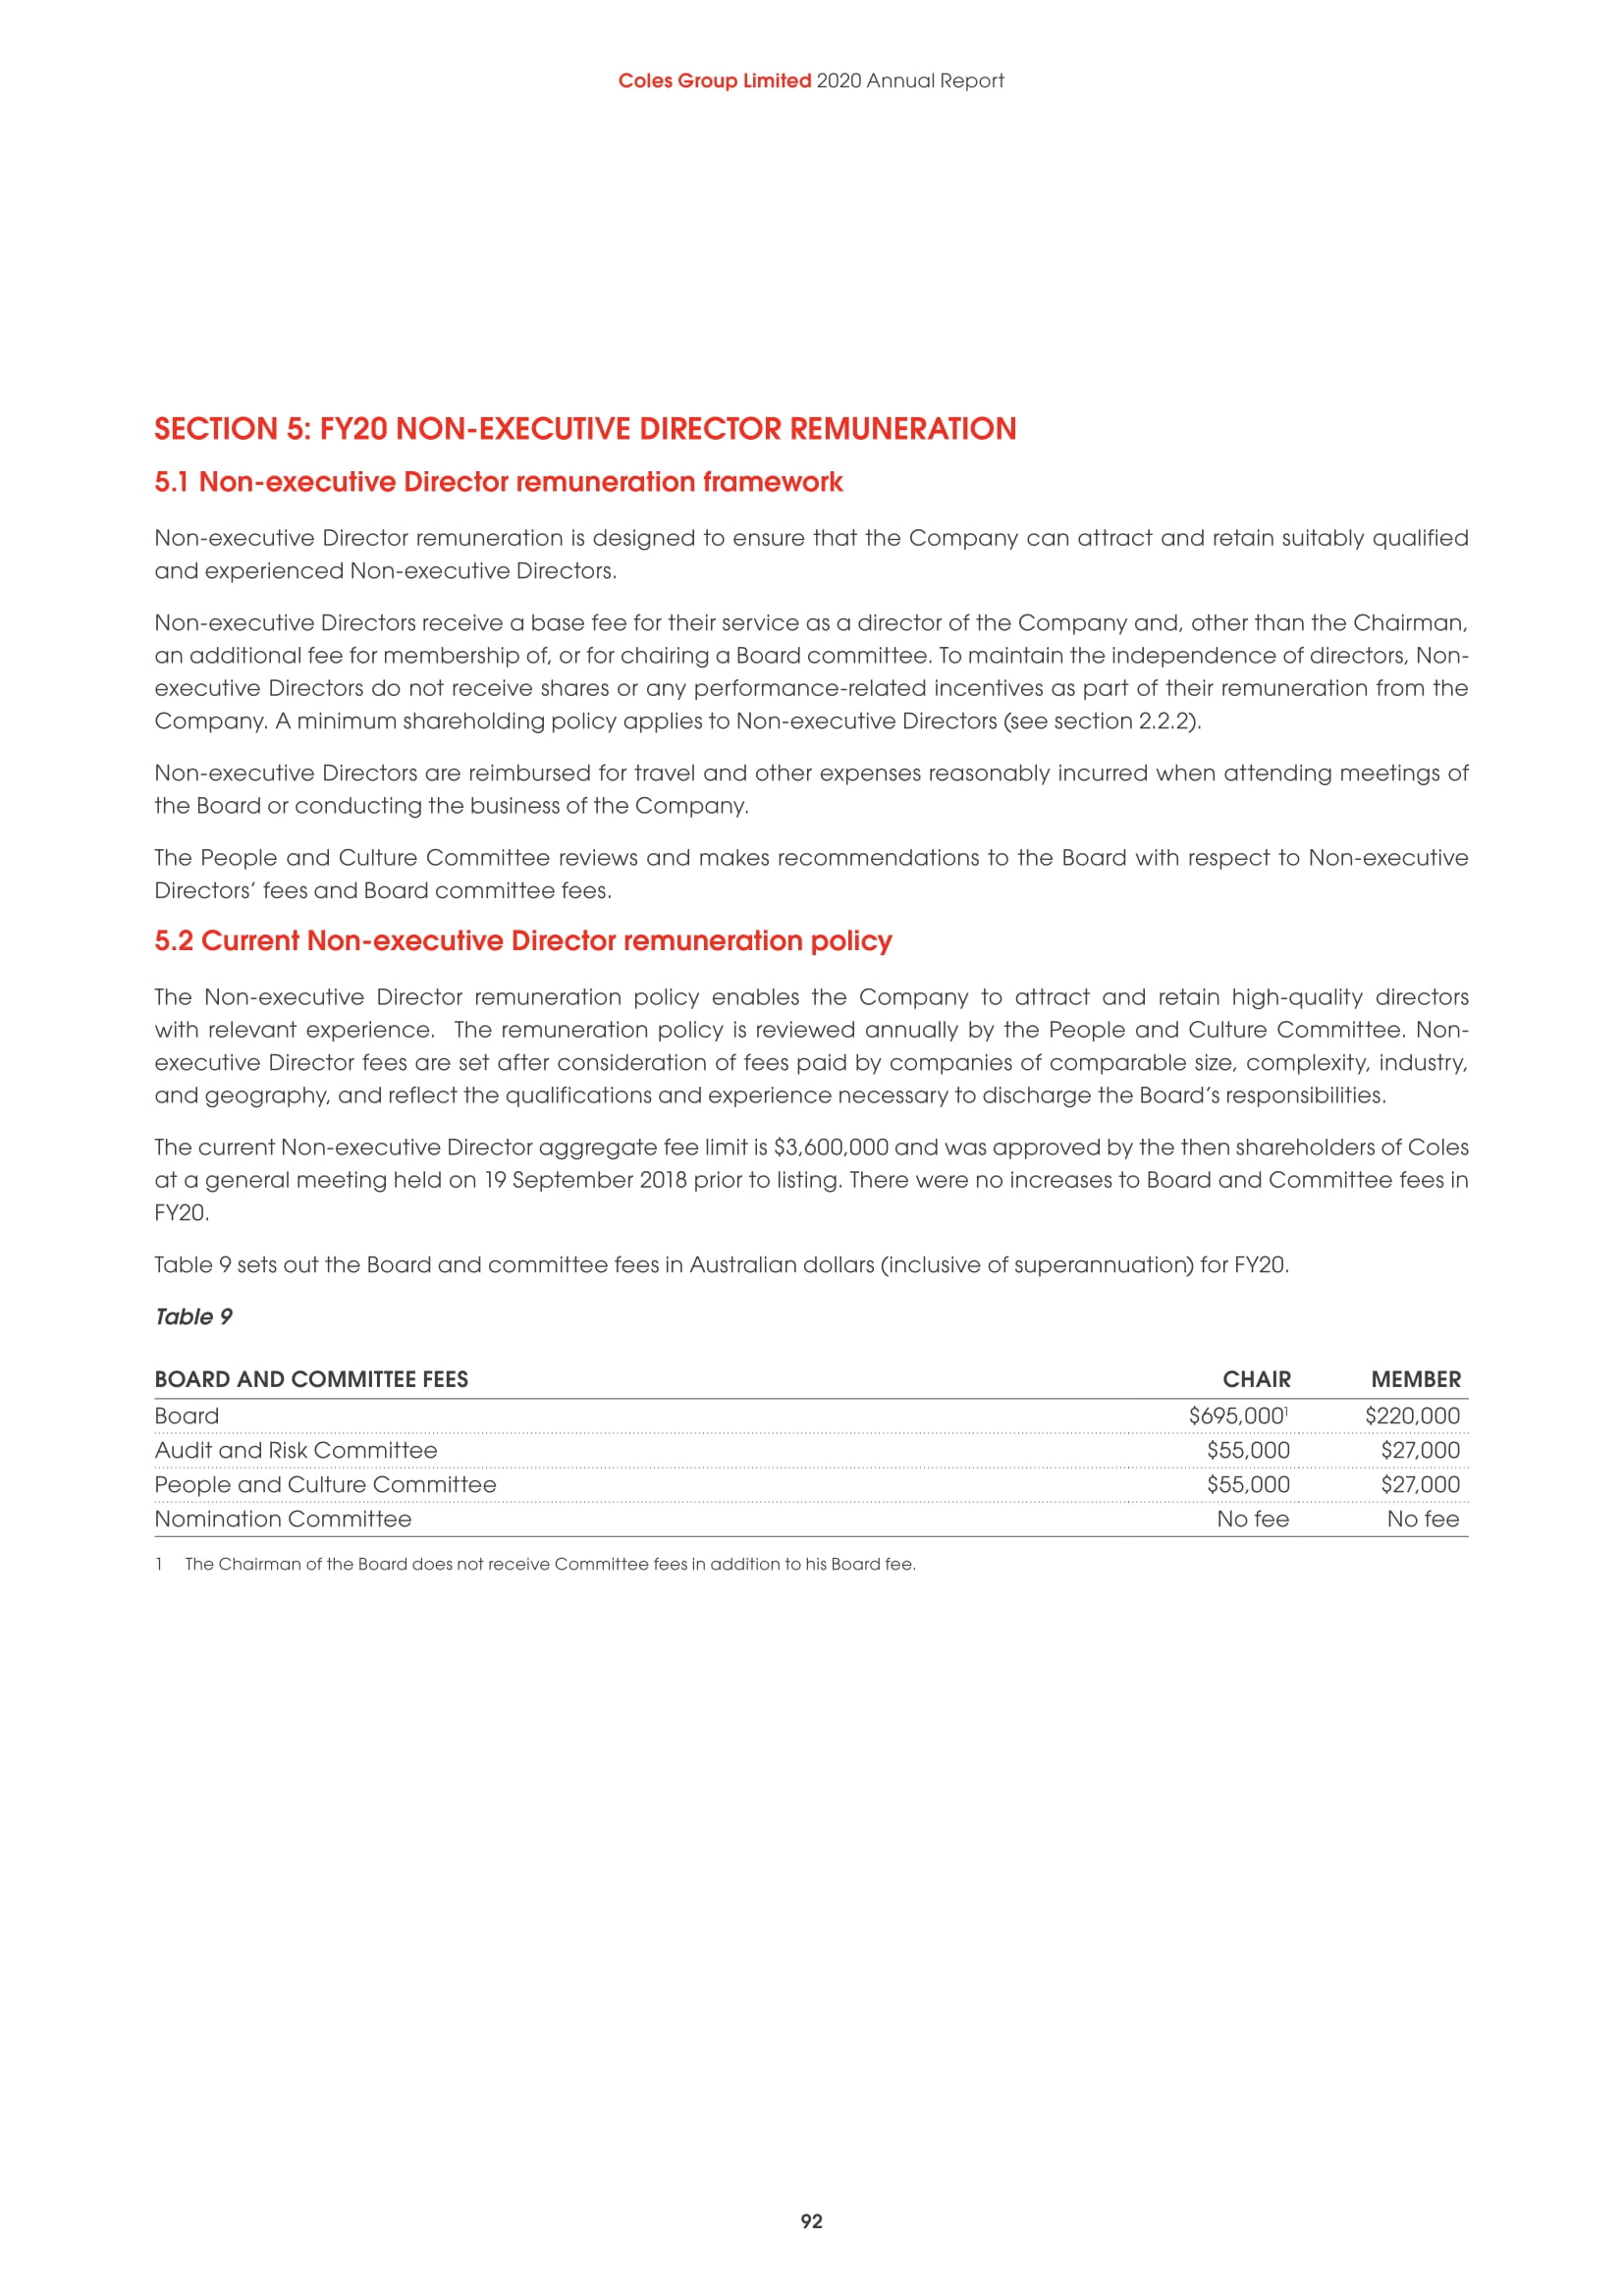 Coles Group Limited 2020 Annual Report
SECTION 5: FY20 NON-EXECUTIVE DIRECTOR REMUNERATION
5.1 Non-executive Director remuneration framework
Non-executive Director remuneration is designed to ensure that the Company can attract and retain suitably qualified
and experienced Non-executive Directors.
Non-executive Directors receive a base fee for their service as a director of the Company and, other than the Chairman,
an additional fee for membership of, or for chairing a Board committee. To maintain the independence of directors, Non-
executive Directors do not receive shares or any performance-related incentives as part of their remuneration from the
Company. A minimum shareholding policy applies to Non-executive Directors (see section 2.2.2).
Non-executive Directors are reimbursed for travel and other expenses reasonably incurred when attending meetings of
the Board or conducting the business of the Company.
The People and Culture Committee reviews and makes recommendations to the Board with respect to Non-executive
Directors’ fees and Board committee fees.
5.2 Current Non-executive Director remuneration policy
The Non-executive Director remuneration policy enables the Company to attract and retain high-quality directors
with relevant experience. The remuneration policy is reviewed annually by the People and Culture Committee. Non-
executive Director fees are set after consideration of fees paid by companies of comparable size, complexity, industry,
and geography, and reflect the qualifications and experience necessary to discharge the Board’s responsibilities.
The current Non-executive Director aggregate fee limit is $3,600,000 and was approved by the then shareholders of Coles
at a general meeting held on 19 September 2018 prior to listing. There were no increases to Board and Committee fees in
FY20.
Table 9 sets out the Board and committee fees in Australian dollars (inclusive of superannuation) for FY20.
Table 9
BOARD AND COMMITTEE FEES CHAIR MEMBER
Board $695,000¹ $220,000
Audit and Risk Committee $55,000 $27,000
People and Culture Committee $55,000 $27,000
Nomination Committee No fee No fee
1 The Chairman of the Board does not receive Committee fees in addition to his Board fee.
92